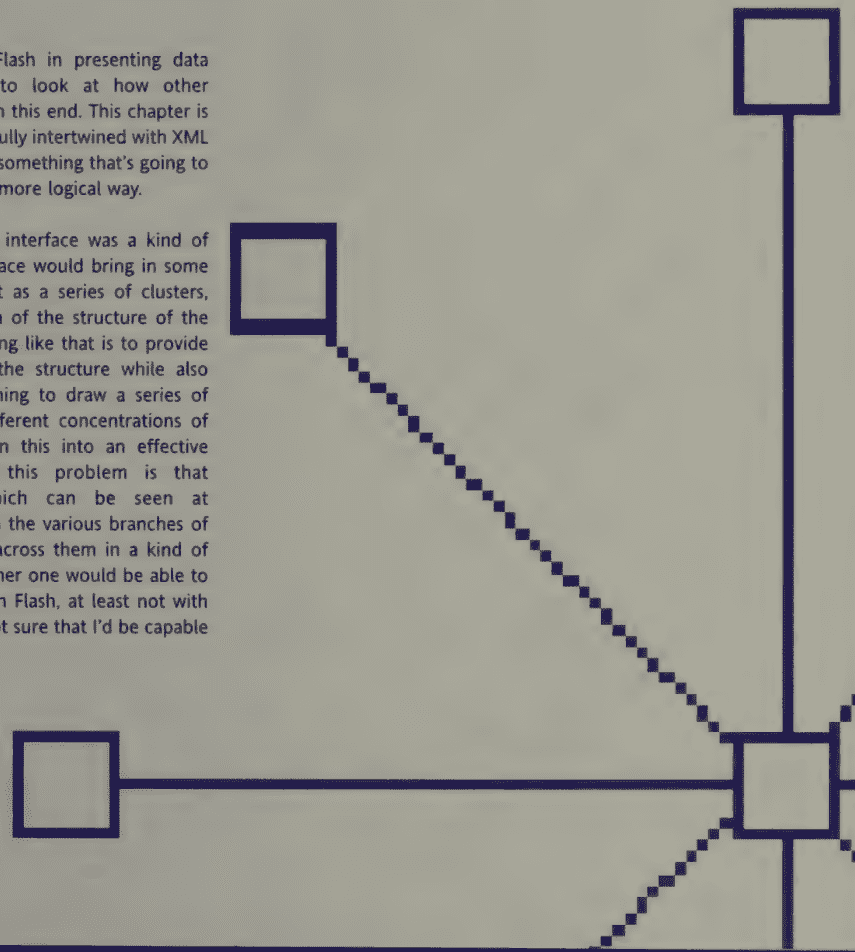 Flash in presenting data
to look at how other
this end. This chapter is
ully intertwined with XML
something that's going to
more logical way.
interface was a kind of
ace would bring in some
as a series of clusters,
of the structure of the
ng like that is to provide
the structure while also
ning to draw a series of
ferent concentrations of
n this into an effective
this problem is that
ich can be seen at
the various branches of
across them in a kind of
her one would be able to
n Flash, at least not with
t sure that I'd be capable